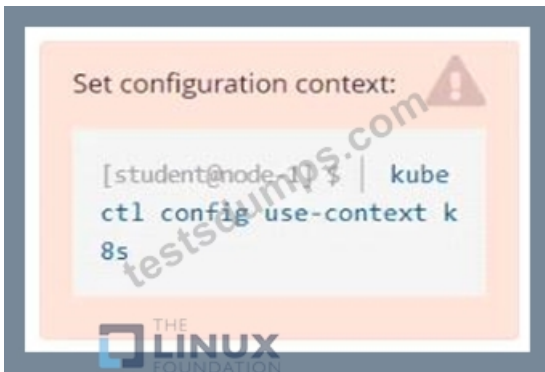 Set configuration context:
[student@node-1] $ | kube
ctl config use-context k
8s
testsdumps.com
THE
LINUX
FOUNDATION